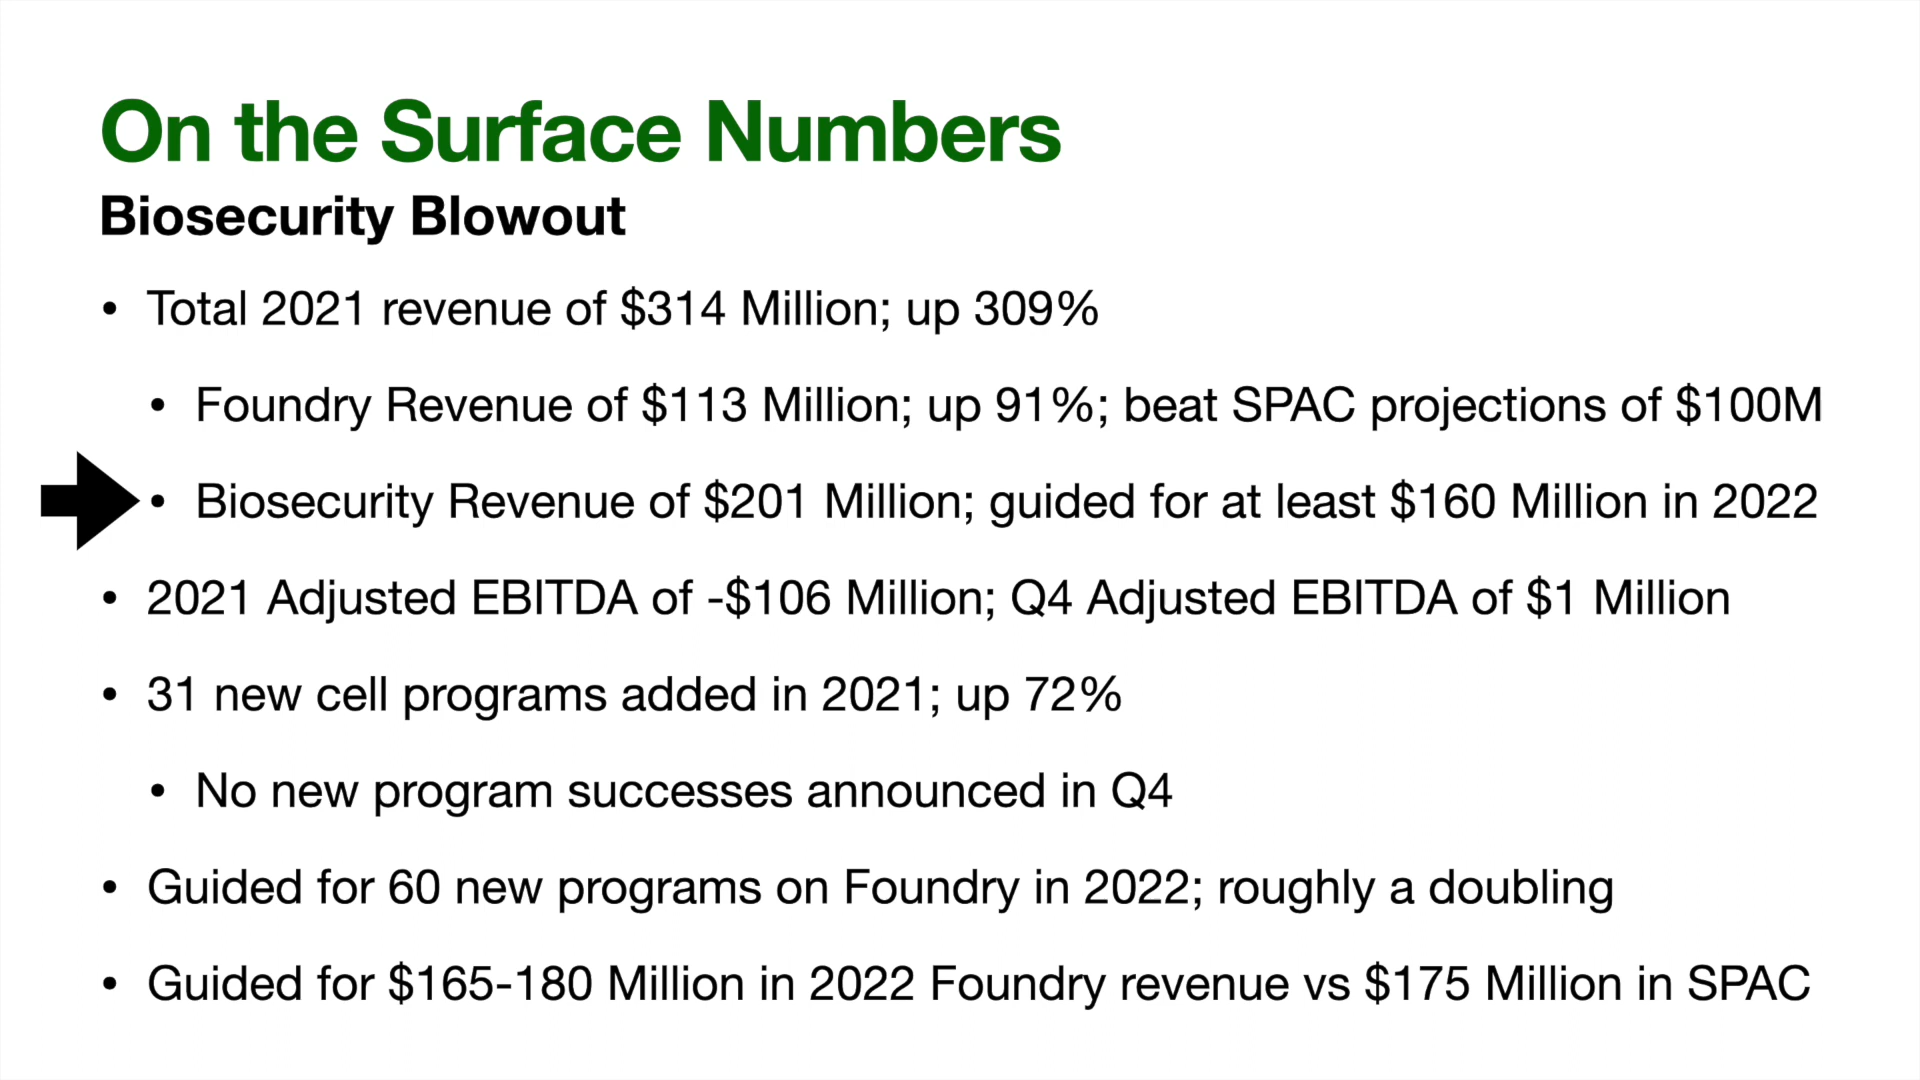 On the Surface Numbers
Biosecurity Blowout
• Total 2021 revenue of $314 Million; up 309%
• Foundry Revenue of $113 Million; up 91%; beat SPAC projections of $100M
• Biosecurity Revenue of $201 Million; guided for at least $160 Million in 2022
• 2021 Adjusted EBITDA of -$106 Million; Q4 Adjusted EBITDA of $1 Million
• 31 new cell programs added in 2021; up 72%
• No new program successes announced in Q4
• Guided for 60 new programs on Foundry in 2022; roughly a doubling
• Guided for $165-180 Million in 2022 Foundry revenue vs $175 Million in SPAC